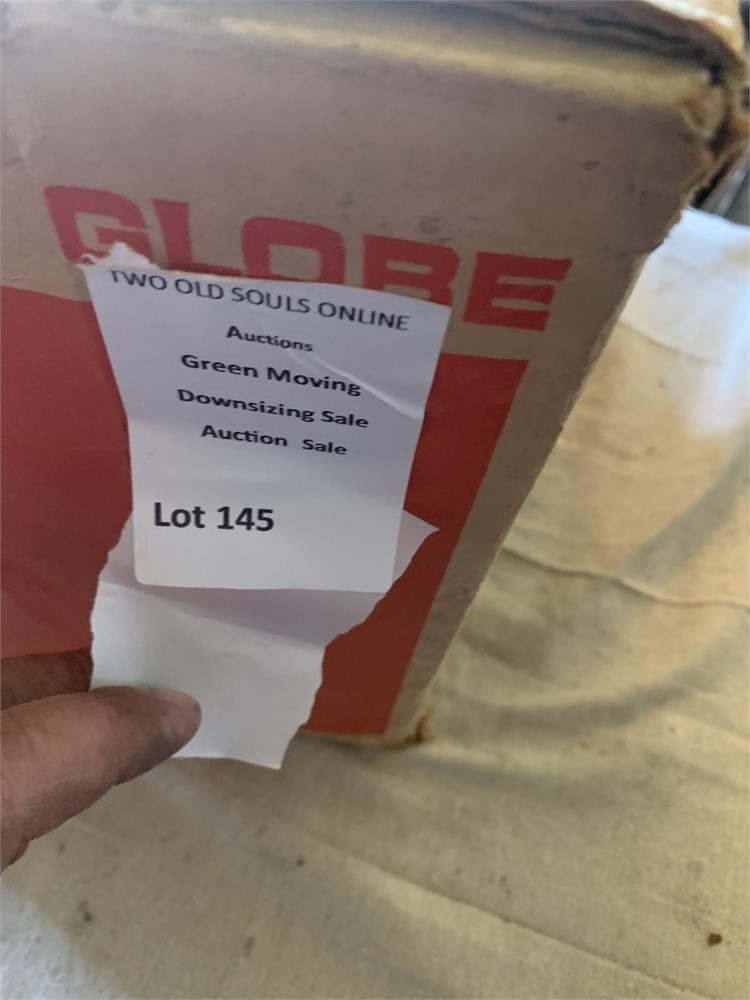 GLOBE
TWO OLD SOULS ONLINE
Auctions
Green Moving
Downsizing Sale
Auction Sale
Lot 145